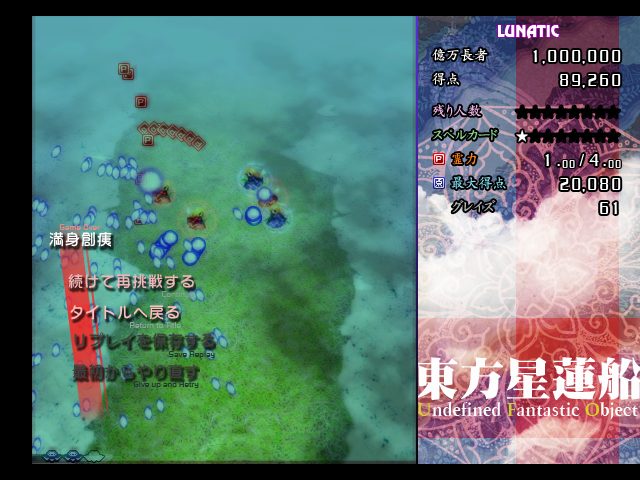 LUNATIC
億万長者 1,000,000
得点 89,260
残り人数
スペルカード
P 霊力 1.00/4.00
最大得点 20,080
グレイズ 61
Game Over
満身創痍
続けて再挑戦する
Continue
タイトルへ戻る
Return to Title
リプレイを保存する
Save Replay
最初からやり直す
Give up and Retry
東方星蓮船
Undefined Fantastic Object